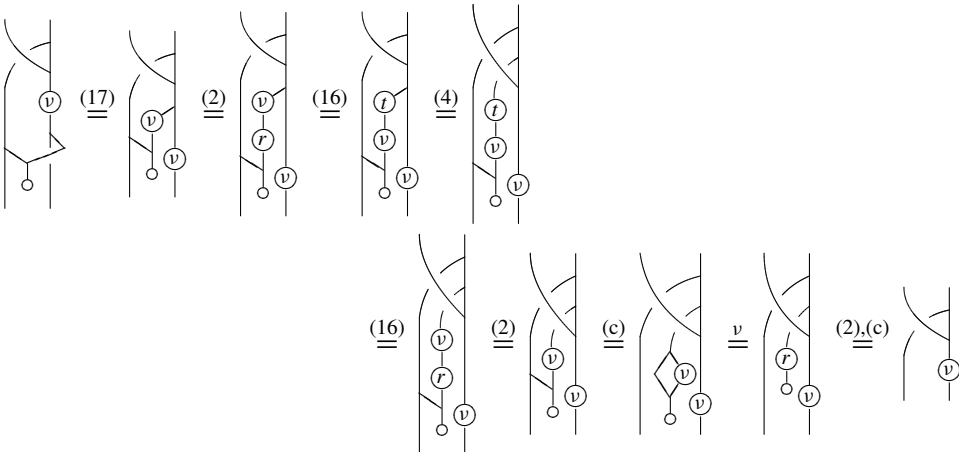 (17) (2) (16) (4)
ν ν ν ν r ν t ν ν t ν ν
(16) (2) (c) ν (2),(c)
ν r ν ν ν ν ν r ν ν